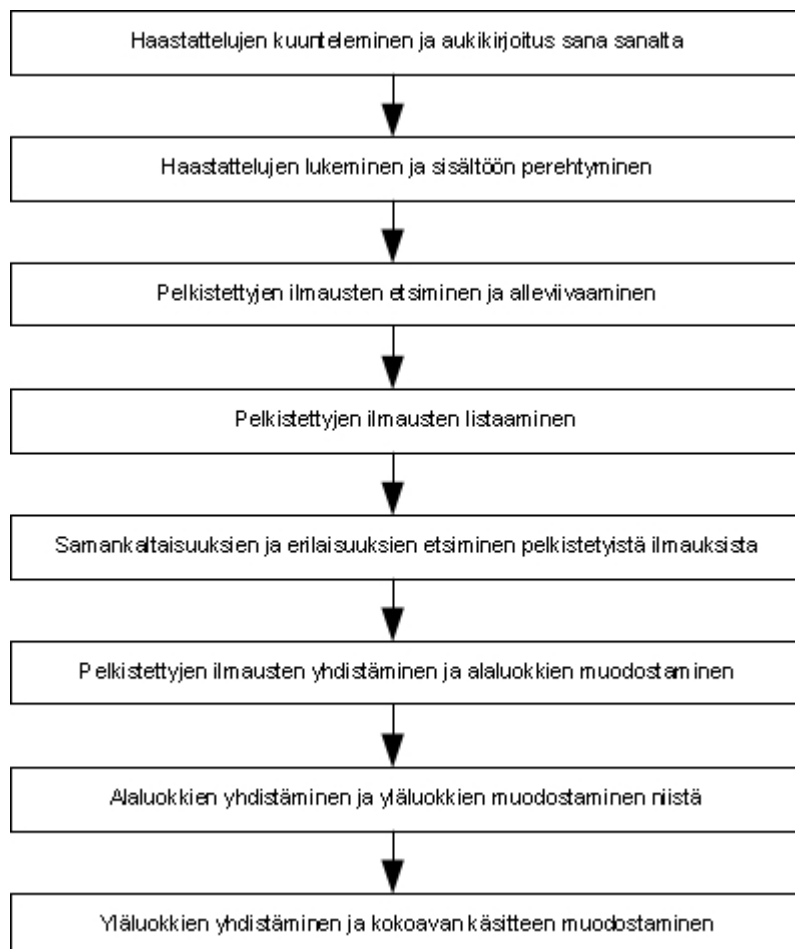 Haastattelujen kuunteleminen ja aukikirjoitus sana sanalta
Haastattelujen lukeminen ja sisältöön perehtyminen
Pelkistettyjen ilmausten etsiminen ja alleviivaaminen
Pelkistettyjen ilmausten listaaminen
Samankaltaisuuksien ja erilaisuuksien etsiminen pelkistetyistä ilmauksista
Pelkistettyjen ilmausten yhdistäminen ja alaluokkien muodostaminen
Alaluokkien yhdistäminen ja yläluokkien muodostaminen niistä
Yläluokkien yhdistäminen ja kokoavan käsitteen muodostaminen